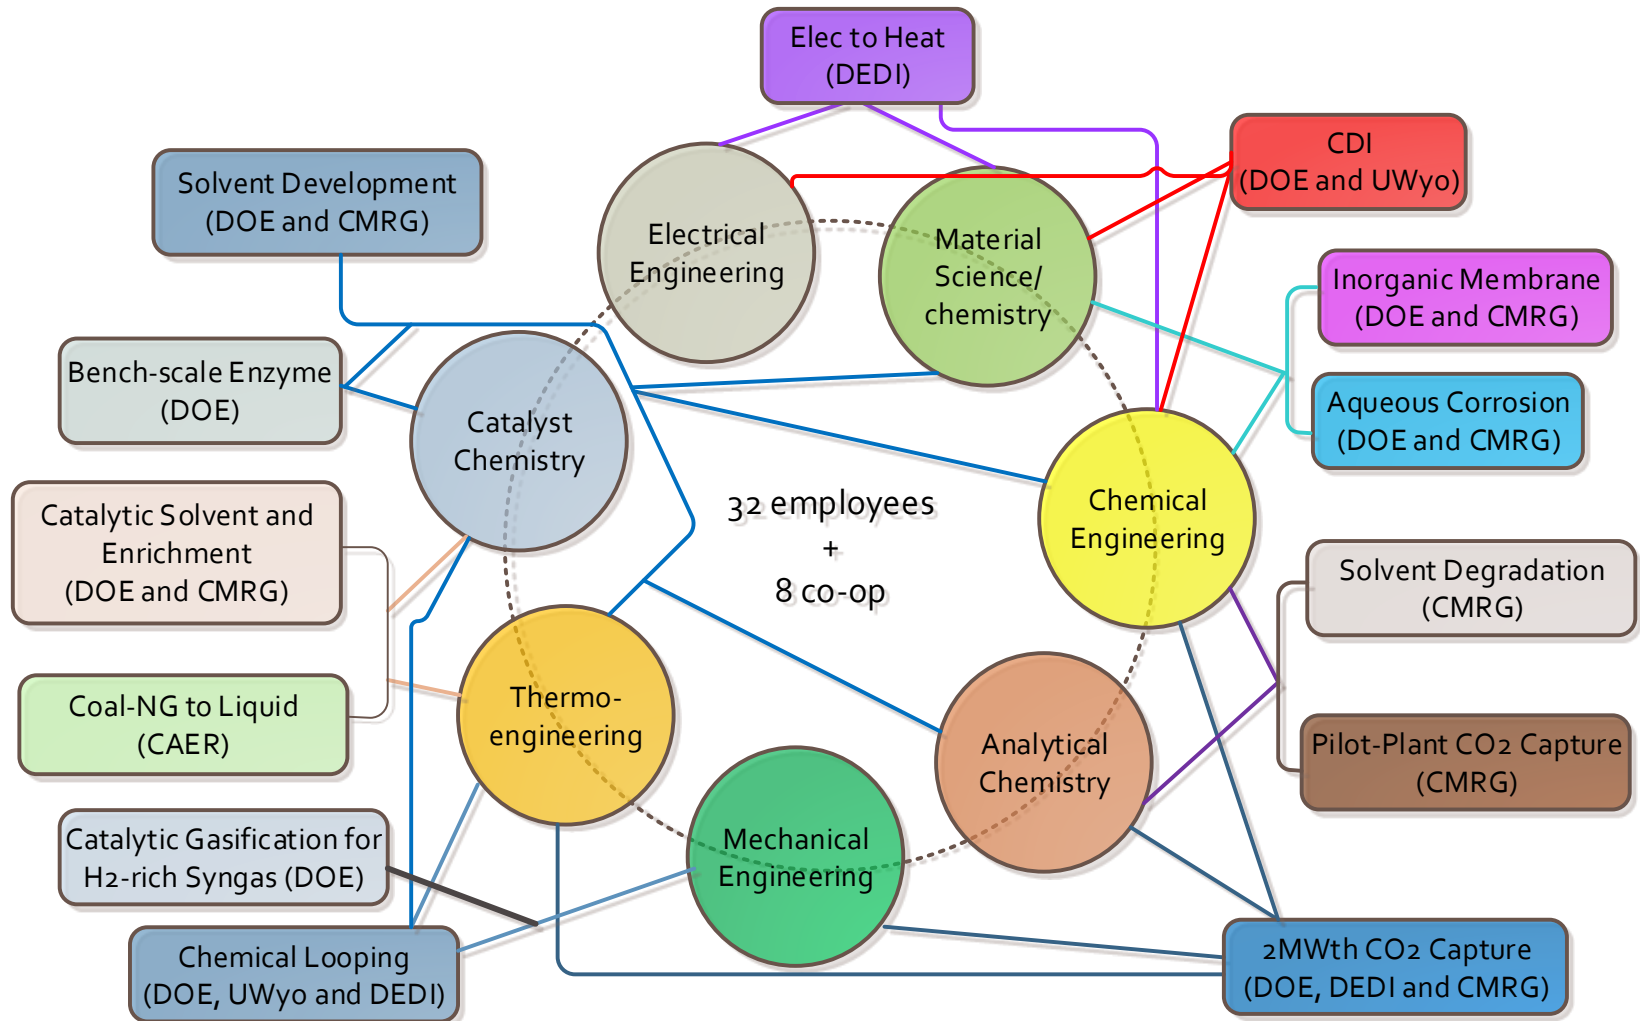 Elec to Heat
(DEDI)
CDI
(DOE and UWyo)
Solvent Development
(DOE and CMRG)
Electrical
Engineering
Material
Science/
chemistry
Inorganic Membrane
(DOE and CMRG)
Bench-scale Enzyme
(DOE)
Catalyst
Chemistry
Aqueous Corrosion
(DOE and CMRG)
32 employees
+
8 co-op
Chemical
Engineering
Catalytic Solvent and
Enrichment
(DOE and CMRG)
Solvent Degradation
(CMRG)
Coal-NG to Liquid
(CAER)
Thermo-
engineering
Analytical
Chemistry
Pilot-Plant CO2 Capture
(CMRG)
Catalytic Gasification for
H2-rich Syngas (DOE)
Mechanical
Engineering
Chemical Looping
(DOE, UWyo and DEDI)
2MWth CO2 Capture
(DOE, DEDI and CMRG)